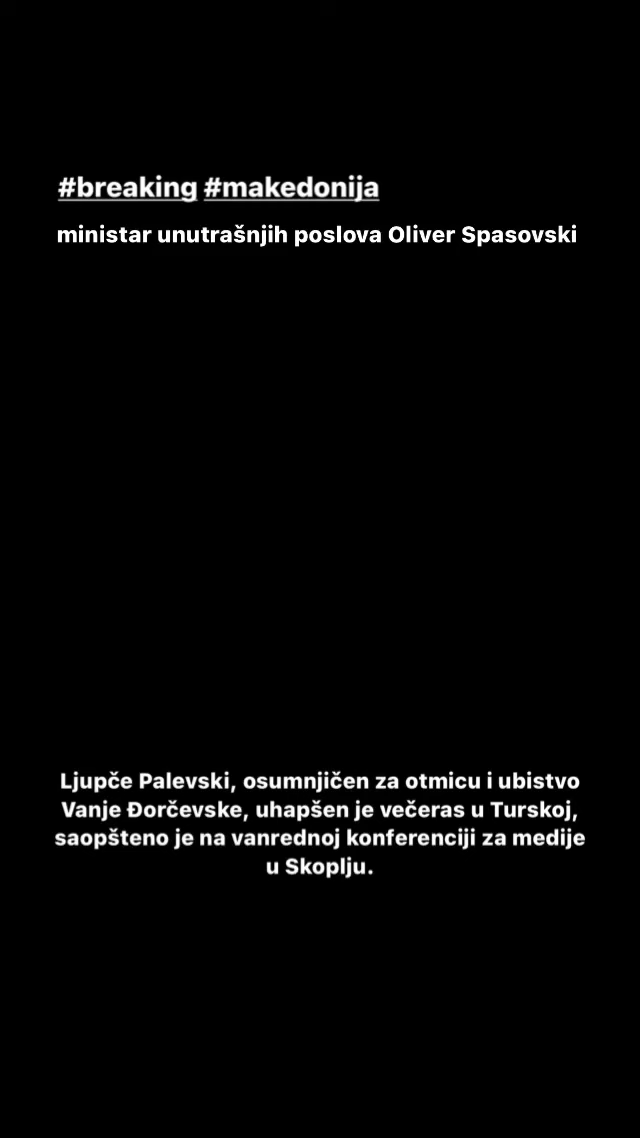 #breaking #makedonija
ministar unutrašnjih poslova Oliver Spasovski
Ljupče Palevski, osumnjičen za otmicu i ubistvo
Vanje Đorčevske, uhapšen je večeras u Turskoj,
saopšteno je na vanrednoj konferenciji za medije
u Skoplju.